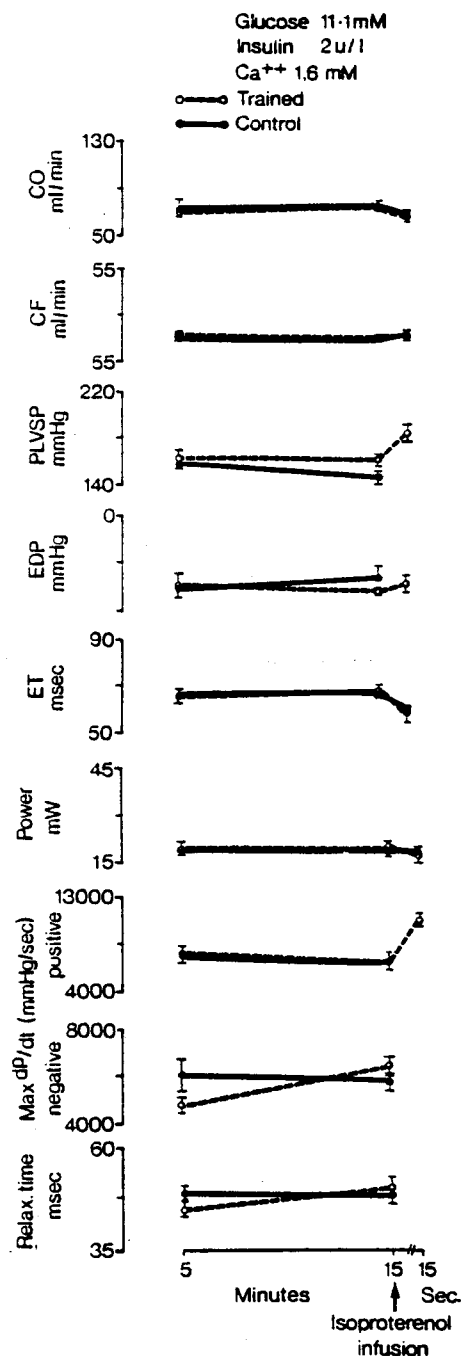 Glucose 11·1mM
Insulin 2u/l
Ca++ 1.6 mM
Trained
Control
CO
ml/min
130
50
CF
ml/min
55
55
PLVSP
mmHg
220
140
EDP
mmHg
0
ET
msec
90
50
Power
mW
45
15
Max dP/dt (mmHg/sec)
positive
13000
4000
negative
8000
4000
Relax. time
msec
60
35
5 15 15
Minutes Sec.
Isoproterenol
infusion